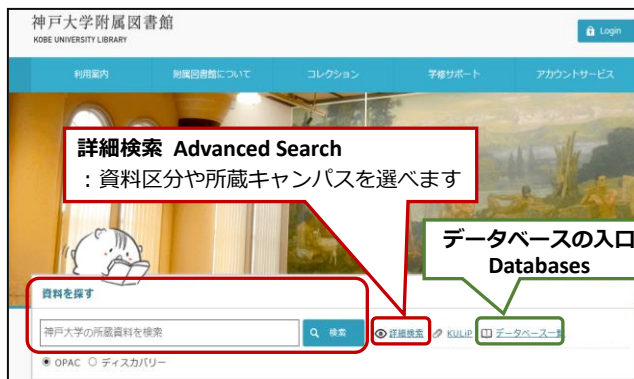 神戸大学附属図書館
KOBE UNIVERSITY LIBRARY
Login
利用案内
附属図書館について
コレクション
学修サポート
アカウントサービス
詳細検索 Advanced Search
：資料区分や所蔵キャンパスを選べます
データベースの入口
Databases
資料を探す
神戸大学の所蔵資料を検索
検索
詳細検索
KULiP
データベース一覧
OPAC
ディスカバリー